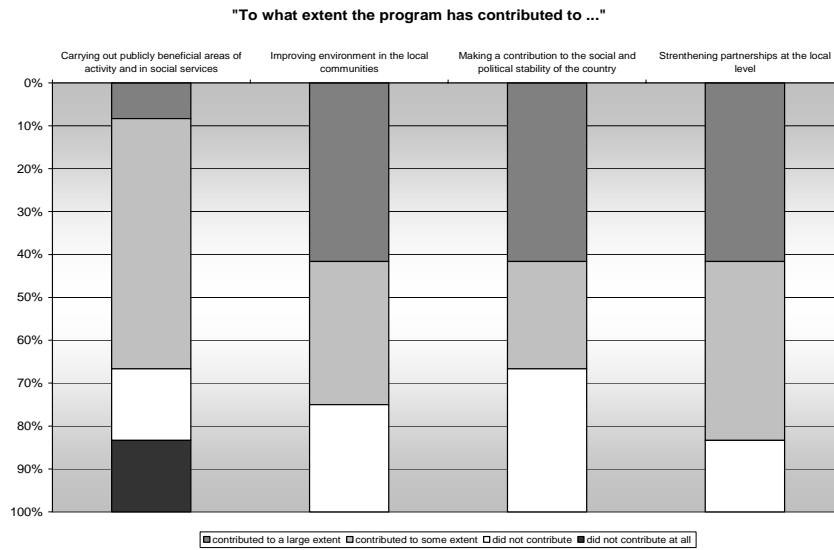 "To what extent the program has contributed to ..."
Carrying out publicly beneficial areas of
activity and in social services
Improving environment in the local
communities
Making a contribution to the social and
political stability of the country
Strenthening partnerships at the local
level
0%
10%
20%
30%
40%
50%
60%
70%
80%
90%
100%
contributed to a large extent contributed to some extent did not contribute did not contribute at all